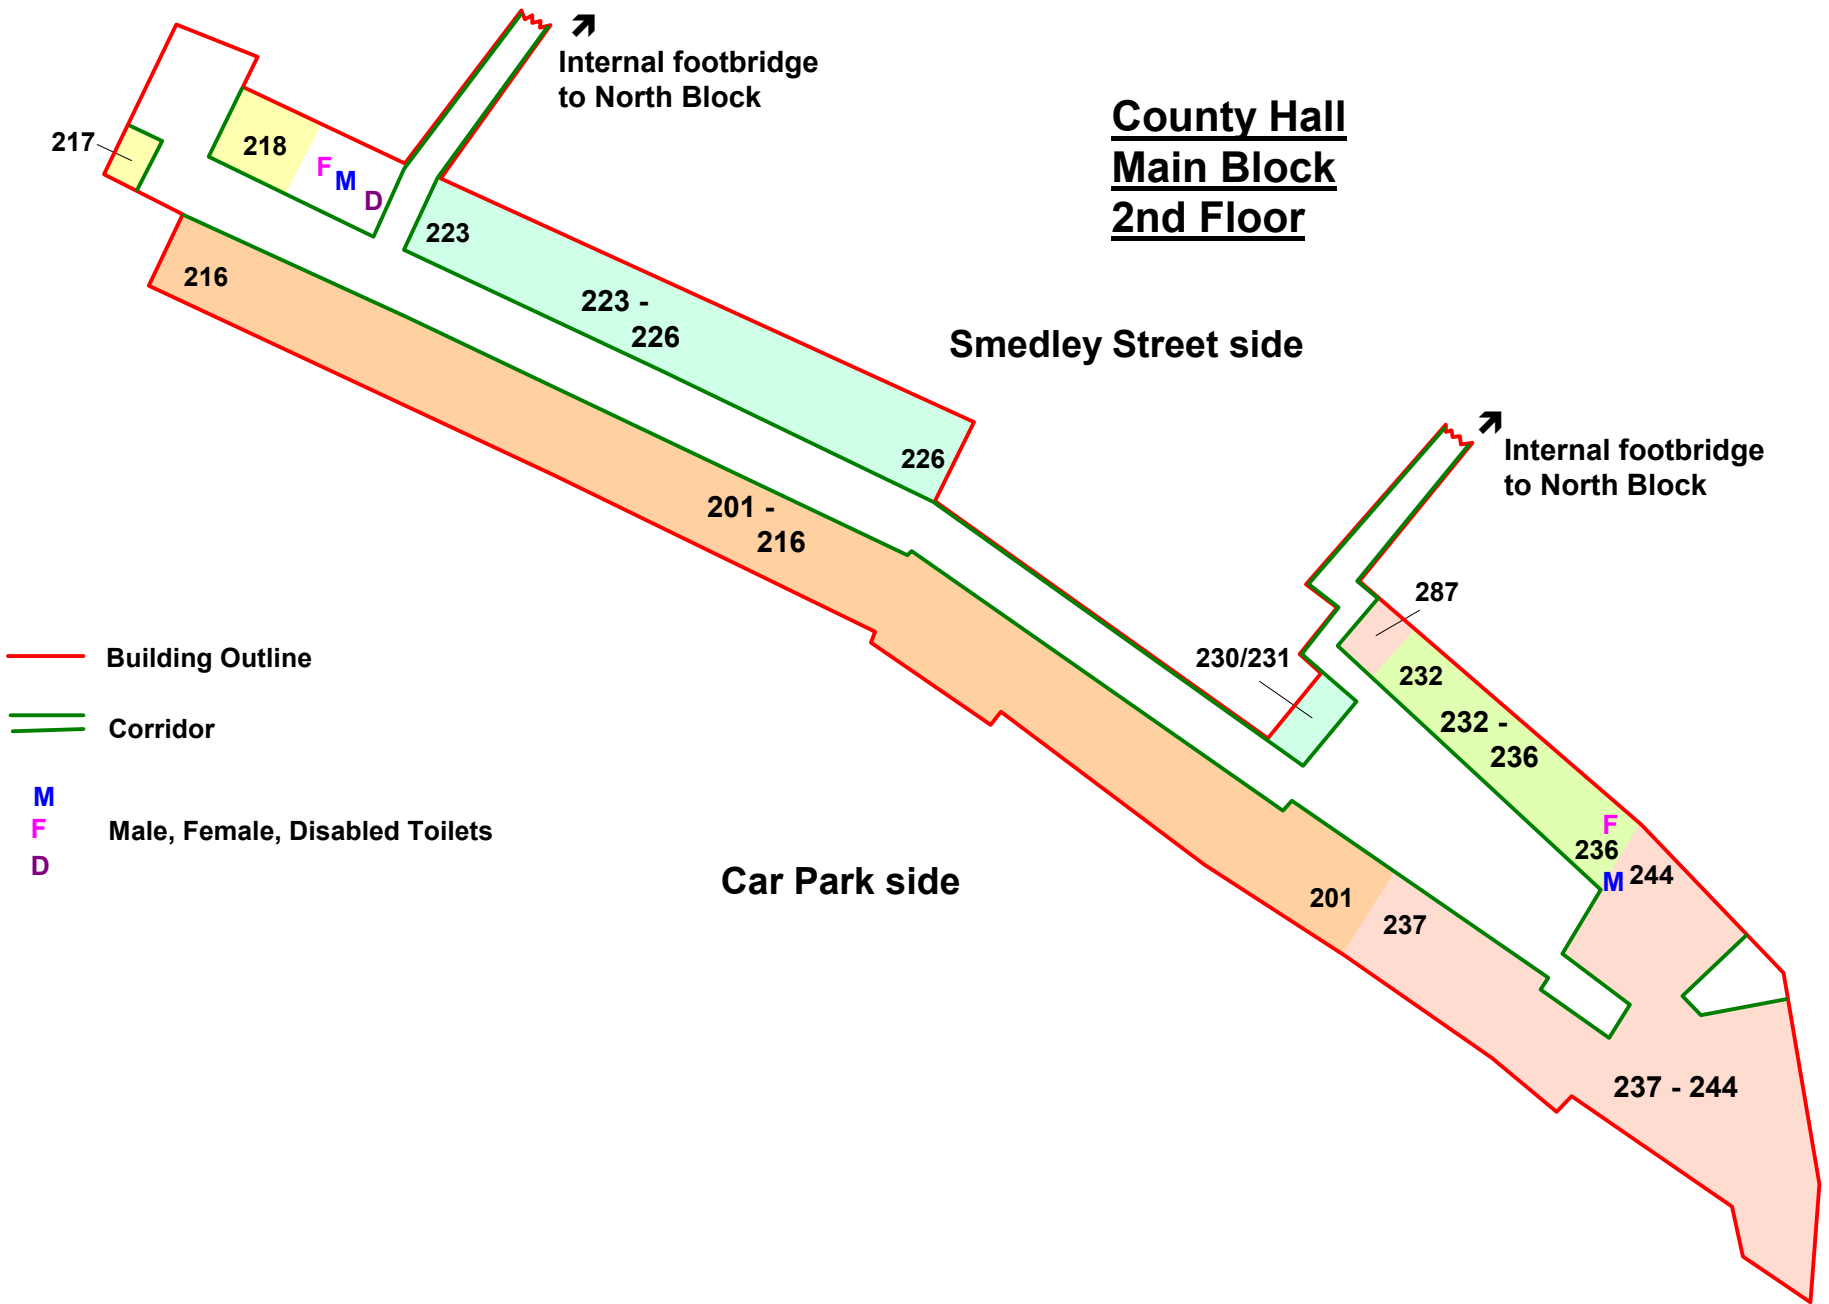 Internal footbridge
to North Block
County Hall
Main Block
2nd Floor
217
218
F
M
D
223
216
223 -
226
Smedley Street side
226
Internal footbridge
to North Block
201 -
216
287
230/231
232
232 -
236
Building Outline
Corridor
M
F
D
Male, Female, Disabled Toilets
Car Park side
F
236
M
244
201
237
237 - 244